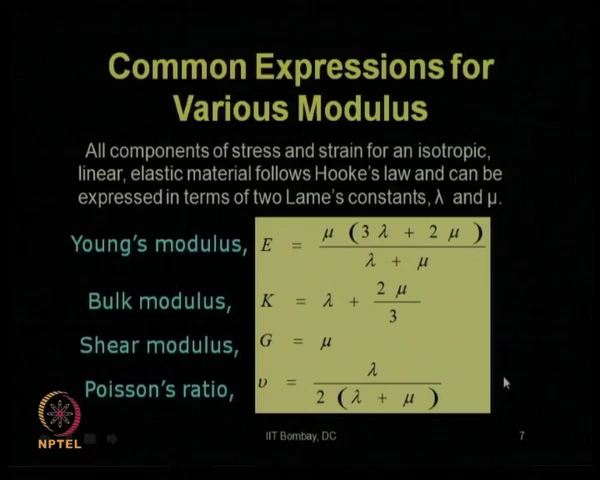 Common Expressions for
Various Modulus
All components of stress and strain for an isotropic,
linear, elastic material follows Hooke's law and can be
expressed in terms of two Lame's constants, λ and μ.
Young's modulus, E = μ (3 λ + 2 μ) / λ + μ
Bulk modulus, K = λ + 2 μ / 3
Shear modulus, G = μ
Poisson's ratio, υ = λ / 2 (λ + μ)
NPTEL
IIT Bombay, DC
7